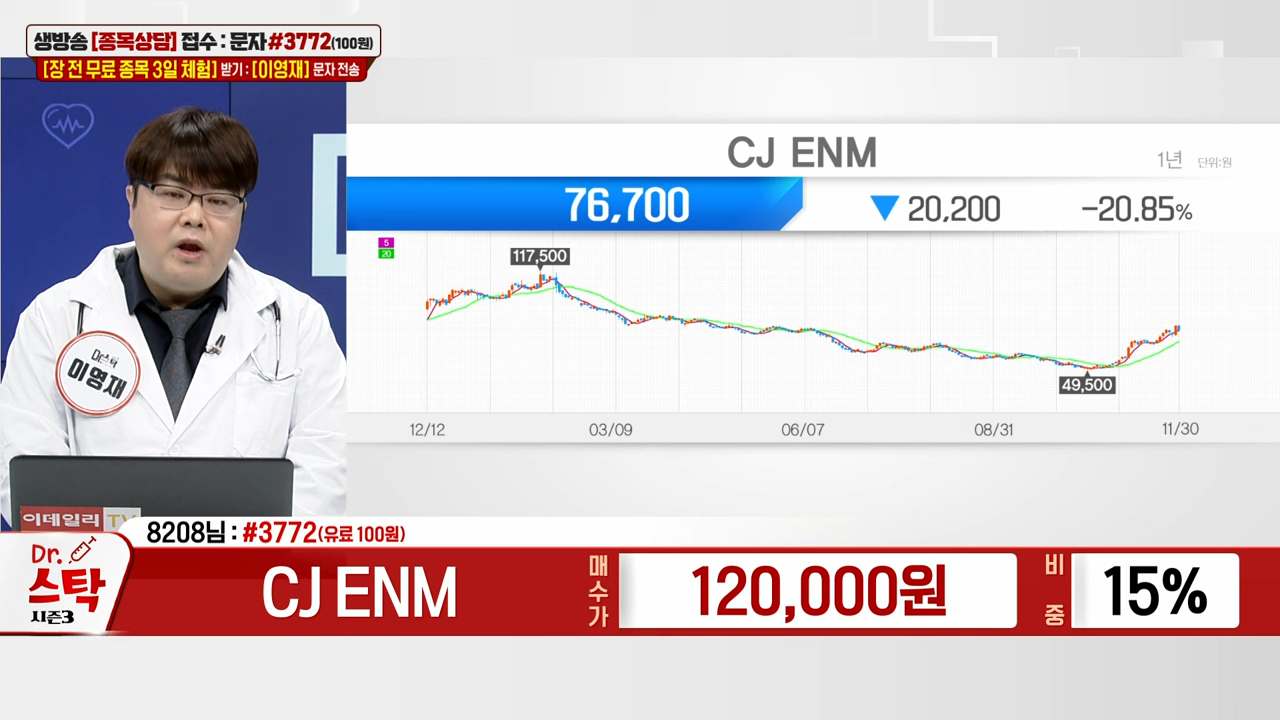 생방송 [종목상담] 접수 : 문자#3772(100원)
[장 전 무료 종목 3일 체험] 받기 : [이영재] 문자 전송
CJ ENM
1년 단위:원
76,700 ▼ 20,200 -20.85%
5
20
117,500
49,500
12/12 03/09 06/07 08/31 11/30
Dr.스탁
이영재
이데일리 TV
8208님 : #3772(유료 100원)
Dr.
스탁
시즌3
CJ ENM 매수가 120,000원 비중 15%